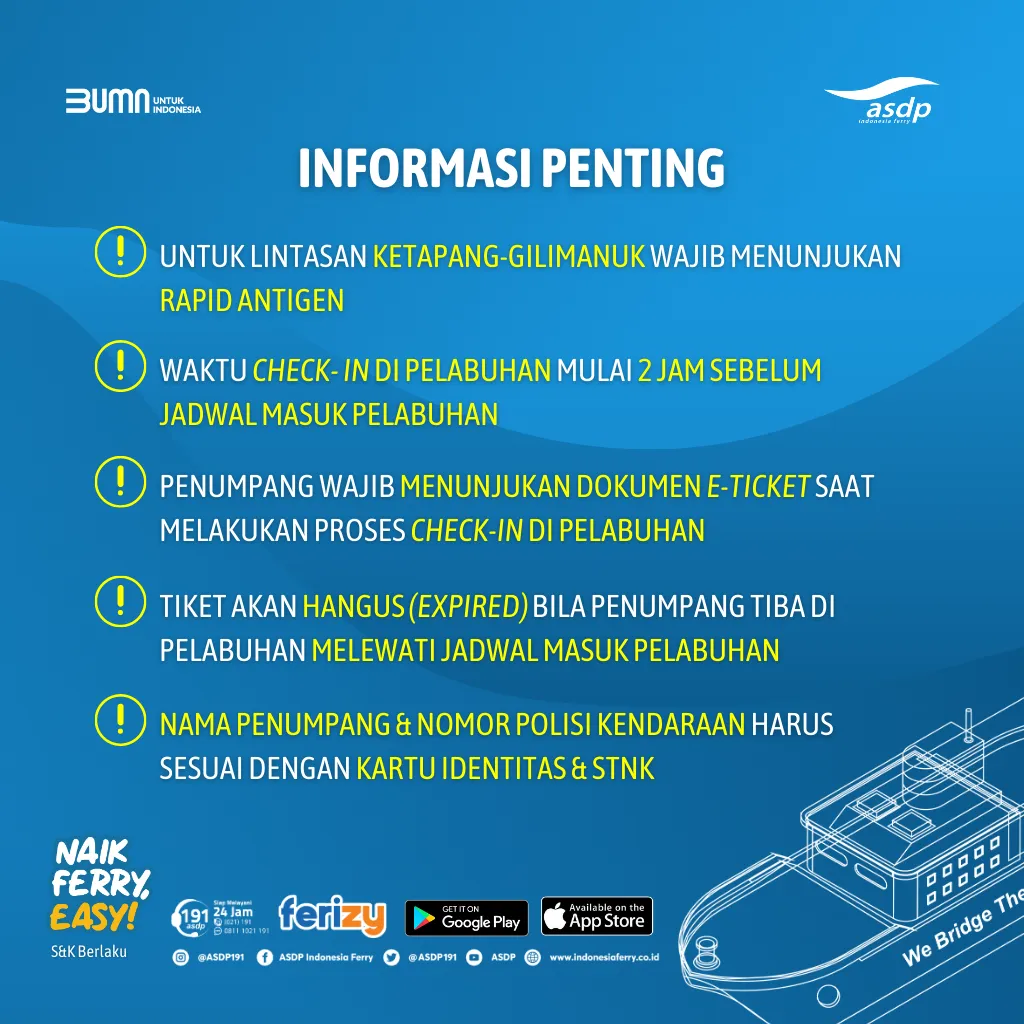 BUMN UNTUK
INDONESIA
asdp
indonesia ferry
INFORMASI PENTING
UNTUK LINTASAN KETAPANG-GILIMANUK WAJIB MENUNJUKAN
RAPID ANTIGEN
WAKTU CHECK- IN DI PELABUHAN MULAI 2 JAM SEBELUM
JADWAL MASUK PELABUHAN
PENUMPANG WAJIB MENUNJUKAN DOKUMEN E-TICKET SAAT
MELAKUKAN PROSES CHECK-IN DI PELABUHAN
TIKET AKAN HANGUS (EXPIRED) BILA PENUMPANG TIBA DI
PELABUHAN MELEWATI JADWAL MASUK PELABUHAN
NAMA PENUMPANG & NOMOR POLISI KENDARAAN HARUS
SESUAI DENGAN KARTU IDENTITAS & STNK
We Bridge The
NAIK
FERRY,
EASY!
S&K Berlaku
191
asdp
Siap Melayani
24 Jam
(021) 191
0811 1021 191
ferizy
GET IT ON
Google Play
Available on the
App Store
@ASDP191 ASDP Indonesia Ferry @ASDP191 ASDP www.indonesiaferry.co.id